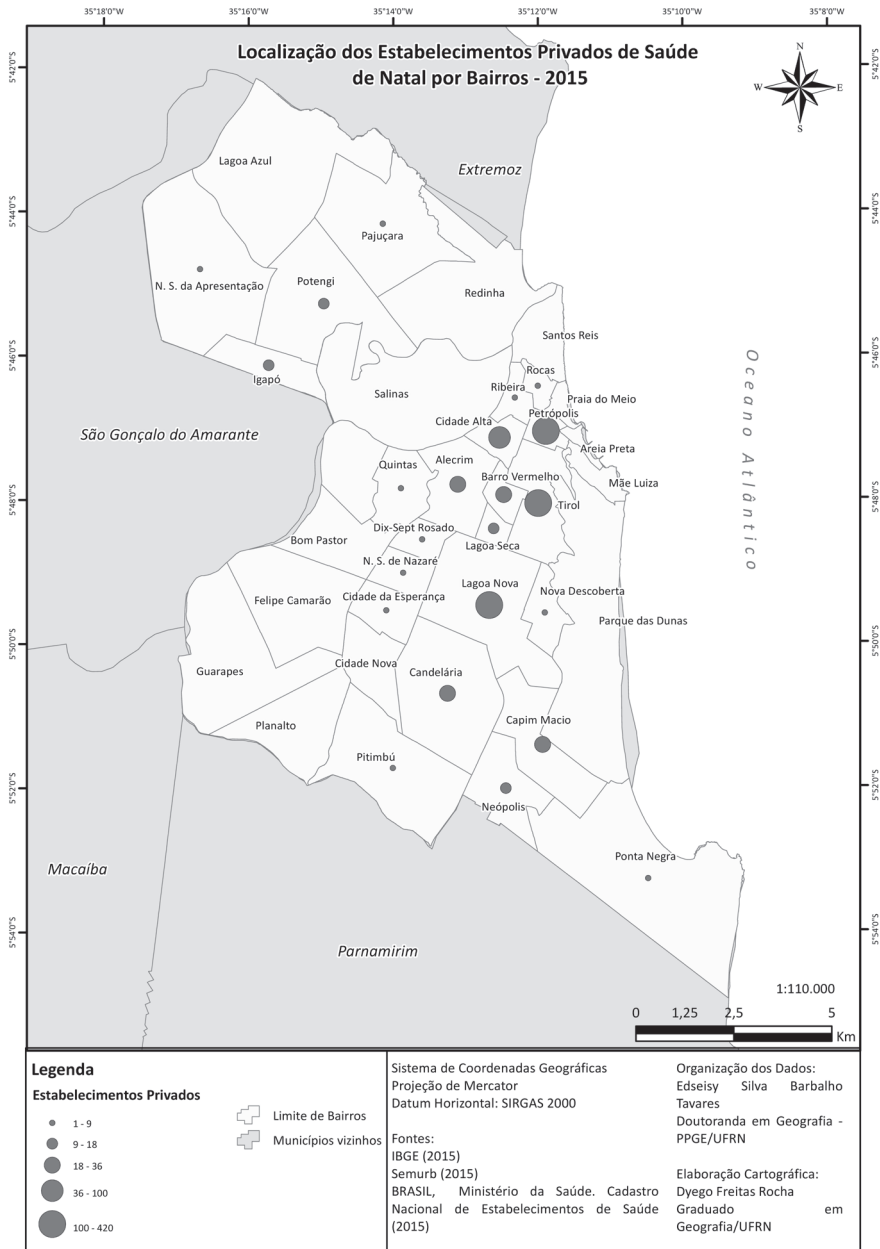 35°18'0"W 35°16'0"W 35°14'0"W 35°12'0"W 35°10'0"W 35°8'0"W
Localização dos Estabelecimentos Privados de Saúde
de Natal por Bairros - 2015
N
W E
S
5°42'0"S 5°42'0"S
Lagoa Azul
Extremoz
5°44'0"S 5°44'0"S
Pajuçara
N. S. da Apresentação
Potengi
Redinha
Santos Reis
5°46'0"S 5°46'0"S
Igapó
Rocas
Ribeira
Salinas
Praia do Meio
Petrópolis
Cidade Alta
São Gonçalo do Amarante
Areia Preta
Oceano Atlântico
Quintas
Alecrim
Barro Vermelho
Mãe Luiza
5°48'0"S 5°48'0"S
Tirol
Dix-Sept Rosado
Bom Pastor
Lagoa Seca
N. S. de Nazaré
Lagoa Nova
Nova Descoberta
Felipe Camarão
Cidade da Esperança
Parque das Dunas
5°50'0"S 5°50'0"S
Guarapes
Cidade Nova
Candelária
Planalto
Capim Macio
Pitimbú
5°52'0"S 5°52'0"S
Neópolis
Ponta Negra
Macaíba
5°54'0"S 5°54'0"S
Parnamirim
1:110.000
0 1,25 2,5 5
Km
Legenda
Estabelecimentos Privados
1 - 9
9 - 18
18 - 36
36 - 100
100 - 420
Limite de Bairros
Municípios vizinhos
Sistema de Coordenadas Geográficas
Projeção de Mercator
Datum Horizontal: SIRGAS 2000
Fontes:
IBGE (2015)
Semurb (2015)
BRASIL, Ministério da Saúde. Cadastro
Nacional de Estabelecimentos de Saúde
(2015)
Organização dos Dados:
Edseisy Silva Barbalho
Tavares
Doutoranda em Geografia -
PPGE/UFRN
Elaboração Cartográfica:
Dyego Freitas Rocha
Graduado em
Geografia/UFRN